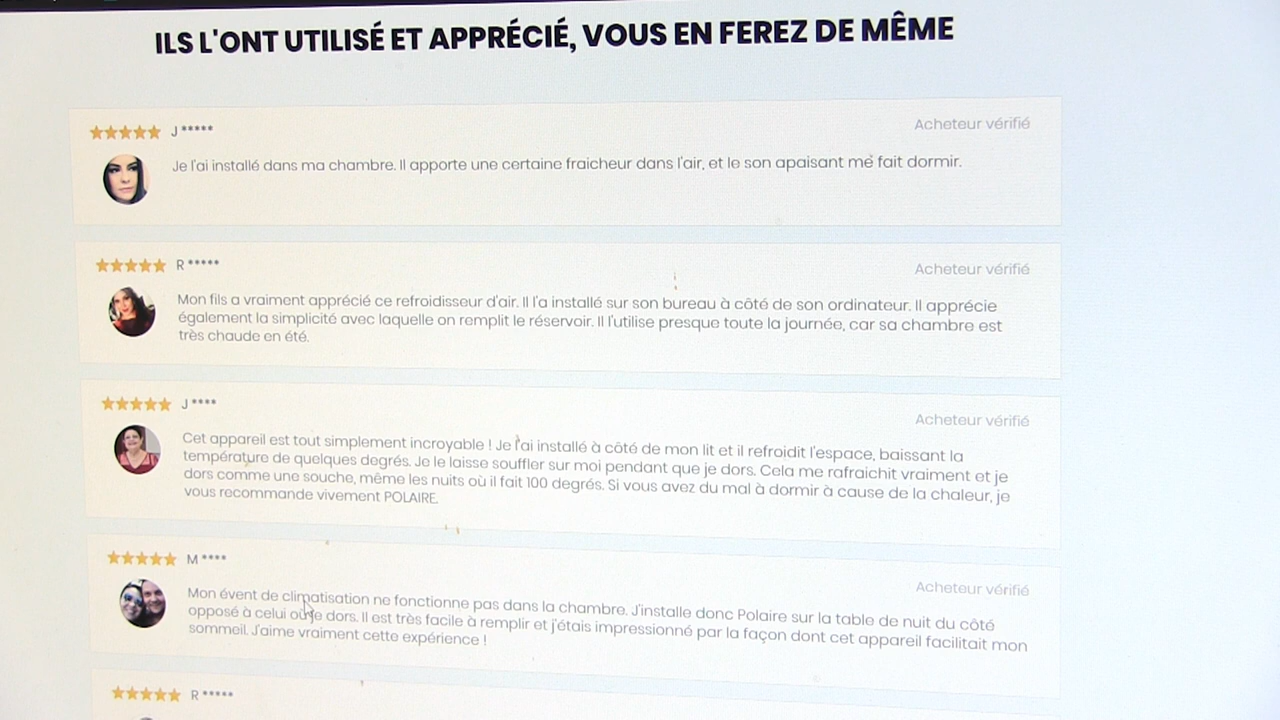 ILS L'ONT UTILISÉ ET APPRÉCIÉ, VOUS EN FEREZ DE MÊME
J*****
Acheteur vérifié
Je l'ai installé dans ma chambre. Il apporte une certaine fraicheur dans l'air, et le son apaisant me fait dormir.
R*****
Acheteur vérifié
Mon fils a vraiment apprécié ce refroidisseur d'air. Il l'a installé sur son bureau à côté de son ordinateur. Il apprécie
également la simplicité avec laquelle on remplit le réservoir. Il l'utilise presque toute la journée, car sa chambre est
très chaude en été.
J****
Acheteur vérifié
Cet appareil est tout simplement incroyable ! Je l'ai installé à côté de mon lit et il refroidit l'espace, baissant la
température de quelques degrés. Je le laisse souffler sur moi pendant que je dors. Cela me rafraichit vraiment et je
dors comme une souche, même les nuits où il fait 100 degrés. Si vous avez du mal à dormir à cause de la chaleur, je
vous recommande vivement POLAIRE.
M****
Acheteur vérifié
Mon évent de climatisation ne fonctionne pas dans la chambre. J'installe donc Polaire sur la table de nuit du côté
opposé à celui où je dors. Il est très facile à remplir et j'étais impressionné par la façon dont cet appareil facilitait mon
sommeil. J'aime vraiment cette expérience !
R*****